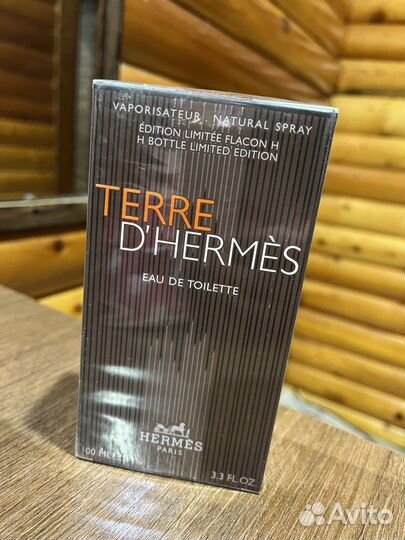 VAPORISATEUR . NATURAL SPRAY
ÉDITION LIMITÉE FLACON H
H BOTTLE LIMITED EDITION
TERRE
D'HERMÈS
EAU DE TOILETTE
HERMÈS
PARIS
100 ML ℮
3.3 FL.OZ.
Avito